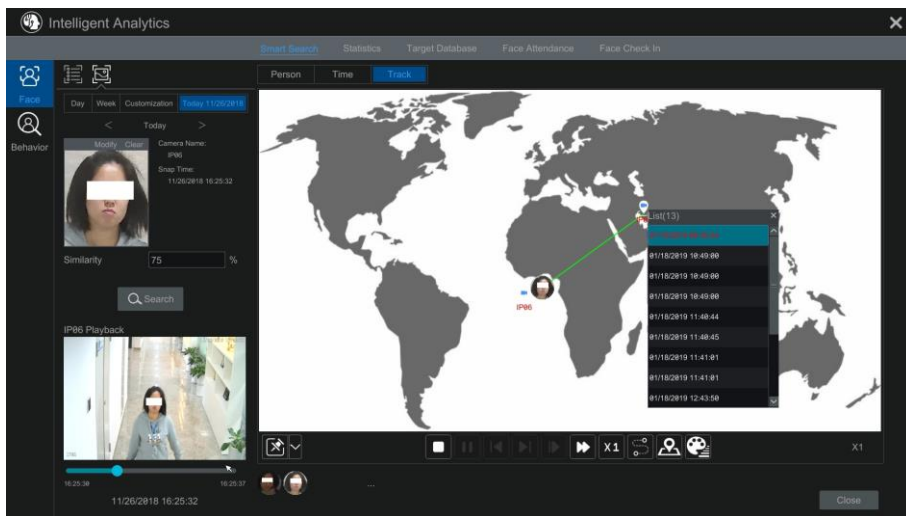 Intelligent Analytics
Smart Search Statistics Target Database Face Attendance Face Check In
Face
Behavior
Day Week Customization Today 11/26/2018
< Today >
Modify Clear
Camera Name:
IP06
Snap Time:
11/26/2018 16:25:32
Similarity 75 %
Search
IP06 Playback
16:25:30 16:25:37
11/26/2018 16:25:32
Person Time Track
IP06
List(13)
01/18/2019 10:49:00
01/18/2019 10:49:00
01/18/2019 10:49:00
01/18/2019 11:40:44
01/18/2019 11:40:45
01/18/2019 11:41:01
01/18/2019 11:41:01
01/18/2019 12:43:50
X1
X1
...
Close